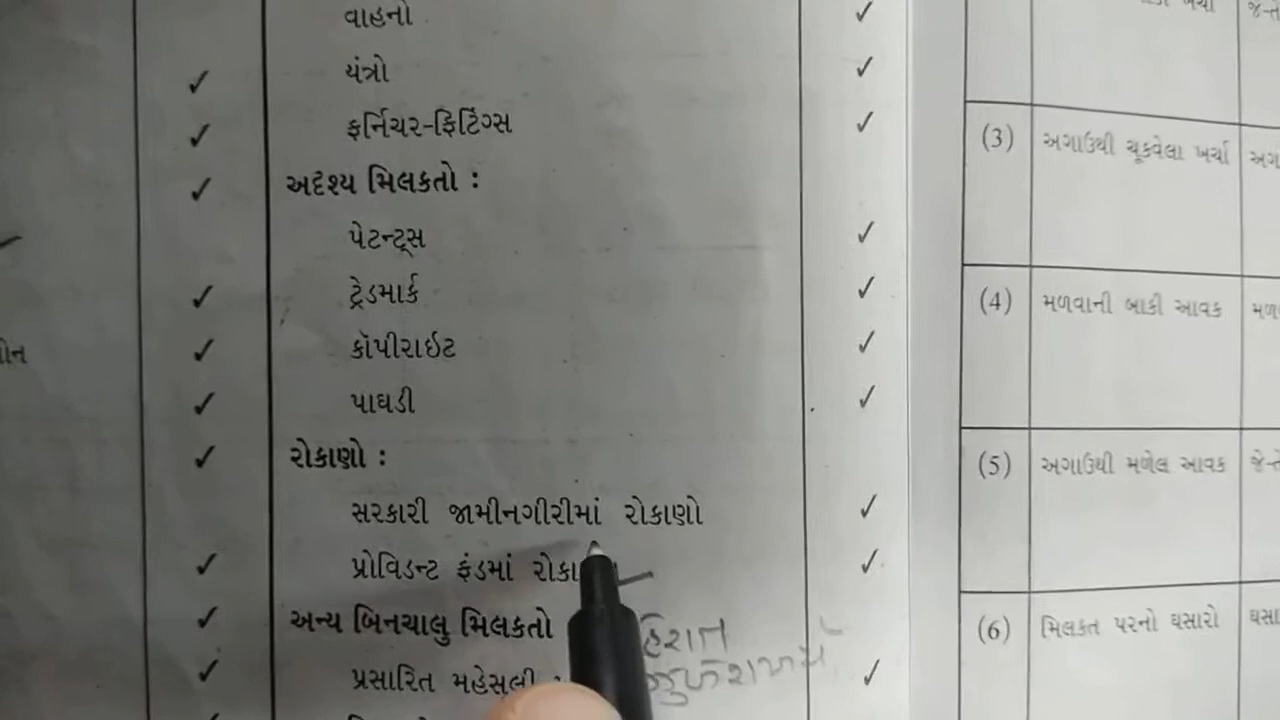 વાહનો
યંત્રો
ફર્નિચર-ફિટિંગ્સ
અદૃશ્ય મિલકતો :
પેટન્ટ્સ
ટ્રેડમાર્ક
કૉપીરાઇટ
પાઘડી
રોકાણો :
સરકારી જામીનગીરીમાં રોકાણો
પ્રોવિડન્ટ ફંડમાં
અન્ય બિનચાલુ મિલકતો
પ્રસારિત મહેસૂલી
(3) અગાઉથી ચૂકવેલા ખર્ચા
(4) મળવાની બાકી આવક
(5) અગાઉથી મળેલ આવક
(6) મિલકત પરનો ઘસારો